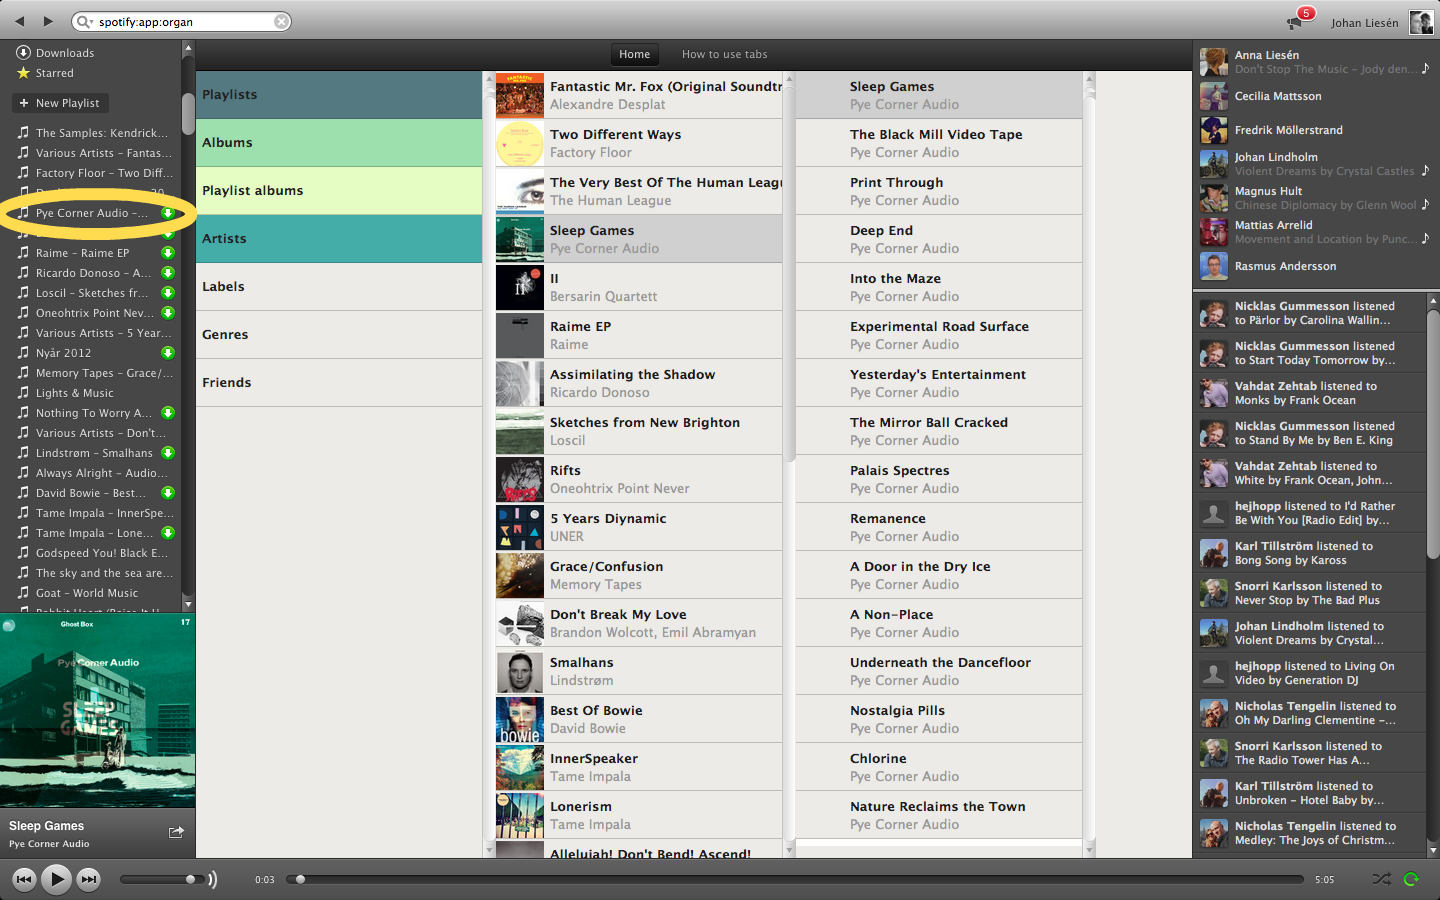 spotify:app:organ
5
Johan Liesén
Downloads
Starred
+ New Playlist
The Samples: Kendrick...
Various Artists – Fantas...
Factory Floor – Two Diff...
Pye Corner Audio –...
Raime – Raime EP
Ricardo Donoso – A...
Loscil – Sketches fr...
Oneohtrix Point Nev...
Various Artists – 5 Year...
Nyår 2012
Memory Tapes – Grace/...
Lights & Music
Nothing To Worry A...
Various Artists – Don't...
Lindstrøm – Smalhans
Always Alright – Audio...
David Bowie – Best...
Tame Impala – InnerSpe...
Tame Impala – Lone...
Godspeed You! Black E...
The sky and the sea are...
Goat – World Music
Ghost Box
17
Pye Corner Audio
SLEEP
GAMES
Sleep Games
Pye Corner Audio
Home
How to use tabs
Playlists
Albums
Playlist albums
Artists
Labels
Genres
Friends
Fantastic Mr. Fox (Original Soundtr
Alexandre Desplat
Two Different Ways
Factory Floor
The Very Best Of The Human Leag
The Human League
Sleep Games
Pye Corner Audio
II
Bersarin Quartett
Raime EP
Raime
Assimilating the Shadow
Ricardo Donoso
Sketches from New Brighton
Loscil
Rifts
Oneohtrix Point Never
5 Years Diynamic
UNER
Grace/Confusion
Memory Tapes
Don't Break My Love
Brandon Wolcott, Emil Abramyan
Smalhans
Lindstrøm
bowie
Best Of Bowie
David Bowie
InnerSpeaker
Tame Impala
Lonerism
Tame Impala
Allelujah! Don't Bend! Ascend!
Sleep Games
Pye Corner Audio
The Black Mill Video Tape
Pye Corner Audio
Print Through
Pye Corner Audio
Deep End
Pye Corner Audio
Into the Maze
Pye Corner Audio
Experimental Road Surface
Pye Corner Audio
Yesterday's Entertainment
Pye Corner Audio
The Mirror Ball Cracked
Pye Corner Audio
Palais Spectres
Pye Corner Audio
Remanence
Pye Corner Audio
A Door in the Dry Ice
Pye Corner Audio
A Non-Place
Pye Corner Audio
Underneath the Dancefloor
Pye Corner Audio
Nostalgia Pills
Pye Corner Audio
Chlorine
Pye Corner Audio
Nature Reclaims the Town
Pye Corner Audio
Anna Liesén
Don't Stop The Music – Jody den...
Cecilia Mattsson
Fredrik Möllerstrand
Johan Lindholm
Violent Dreams by Crystal Castles
Magnus Hult
Chinese Diplomacy by Glenn Wool
Mattias Arrelid
Movement and Location by Punc...
Rasmus Andersson
Nicklas Gummesson listened
to Pärlor by Carolina Wallin...
Nicklas Gummesson listened
to Start Today Tomorrow by...
Vahdat Zehtab listened to
Monks by Frank Ocean
Nicklas Gummesson listened
to Stand By Me by Ben E. King
Vahdat Zehtab listened to
White by Frank Ocean, John...
hejhopp listened to I'd Rather
Be With You [Radio Edit] by...
Karl Tillström listened to
Bong Song by Kaross
Snorri Karlsson listened to
Never Stop by The Bad Plus
Johan Lindholm listened to
Violent Dreams by Crystal...
hejhopp listened to Living On
Video by Generation DJ
Nicholas Tengelin listened to
Oh My Darling Clementine –...
Snorri Karlsson listened to
The Radio Tower Has A...
Karl Tillström listened to
Unbroken – Hotel Baby by...
Nicholas Tengelin listened to
Medley: The Joys of Christm...
0:03
5:05